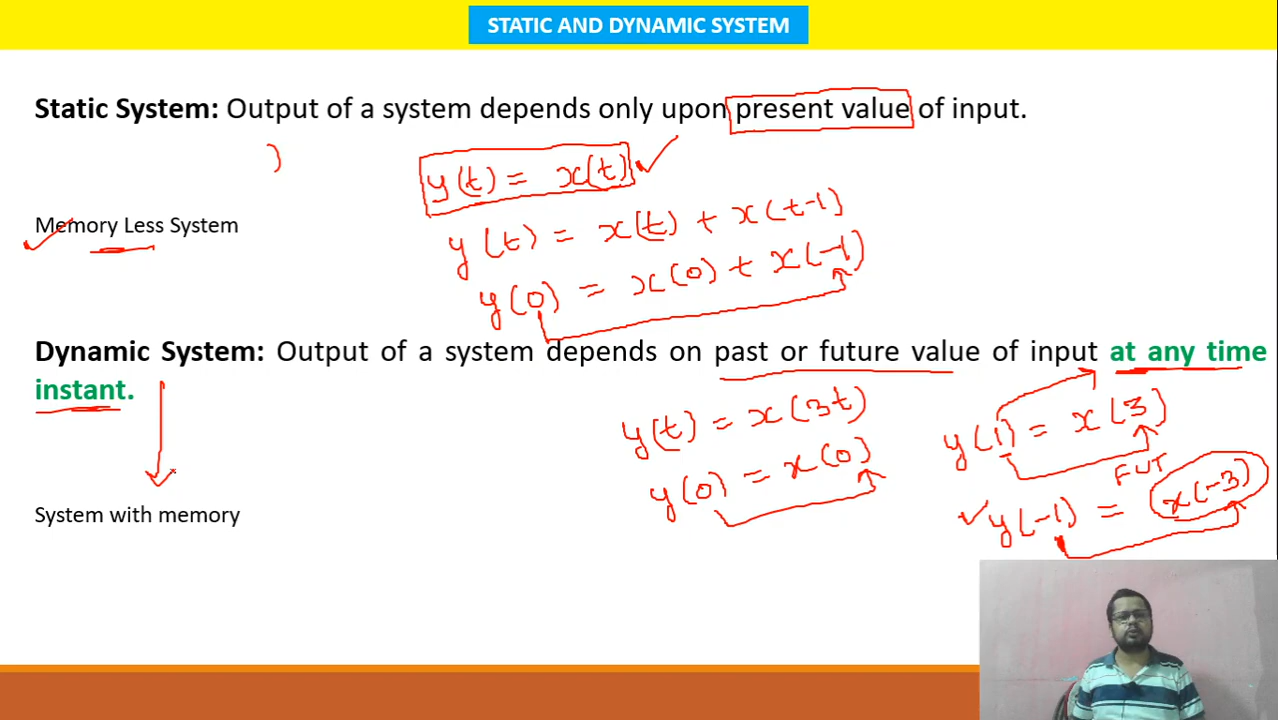 STATIC AND DYNAMIC SYSTEM
Static System: Output of a system depends only upon present value of input.
y(t) = x(t)
Memory Less System
y(t) = x(t) + x(t-1)
y(0) = x(0) + x(-1)
Dynamic System: Output of a system depends on past or future value of input at any time
instant.
y(t) = x(3t)
y(1) = x(3)
y(0) = x(0)
FUT
y(-1) = x(-3)
System with memory